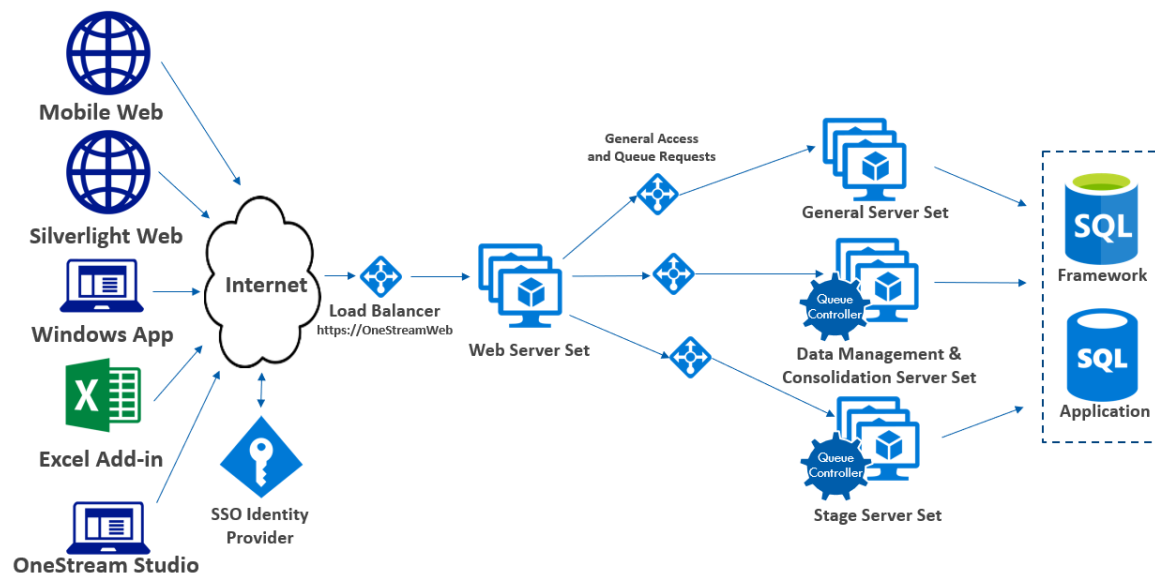 Mobile Web
Silverlight Web
Windows App
Excel Add-in
OneStream Studio
Internet
SSO Identity
Provider
Load Balancer
https://OneStreamWeb
Web Server Set
General Access
and Queue Requests
General Server Set
Queue
Controller
Data Management &
Consolidation Server Set
Queue
Controller
Stage Server Set
SQL
Framework
SQL
Application
X